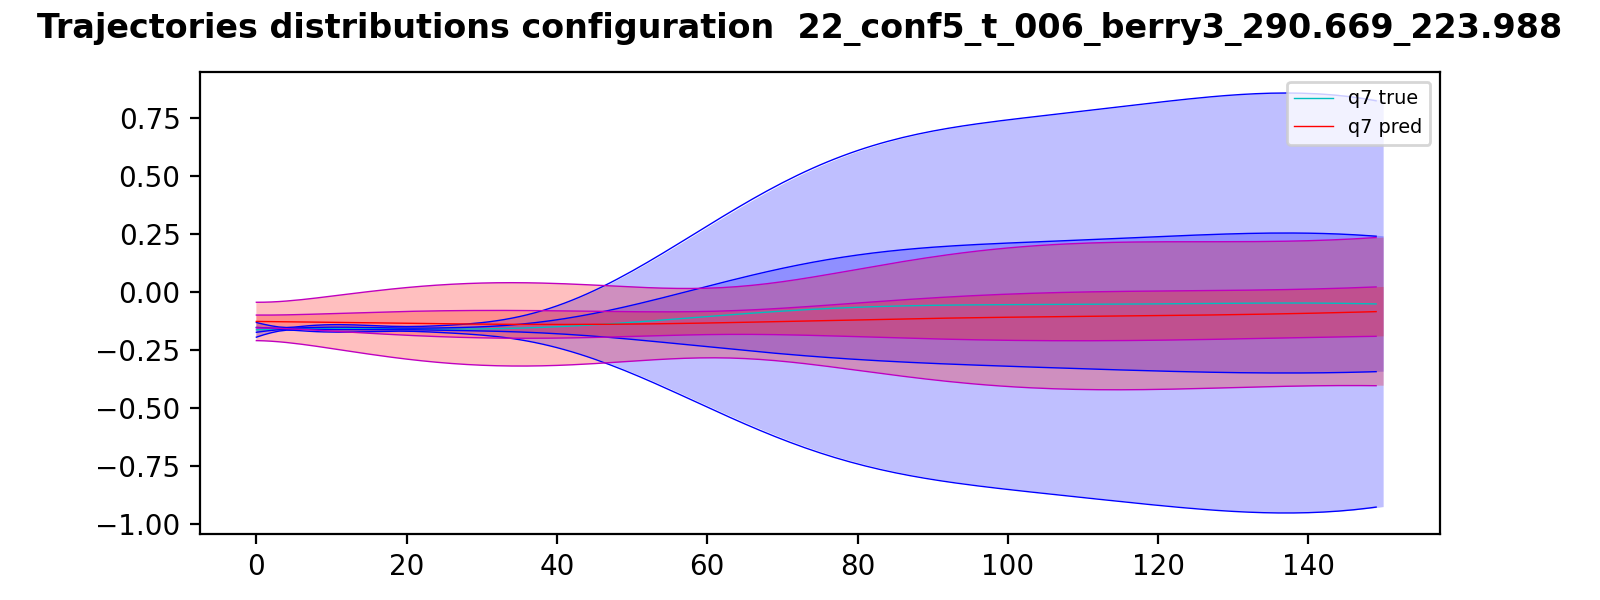 Trajectories distributions configuration  22_conf5_t_006_berry3_290.669_223.988
q7 true
q7 pred
0.75
0.50
0.25
0.00
−0.25
−0.50
−0.75
−1.00
0 20 40 60 80 100 120 140